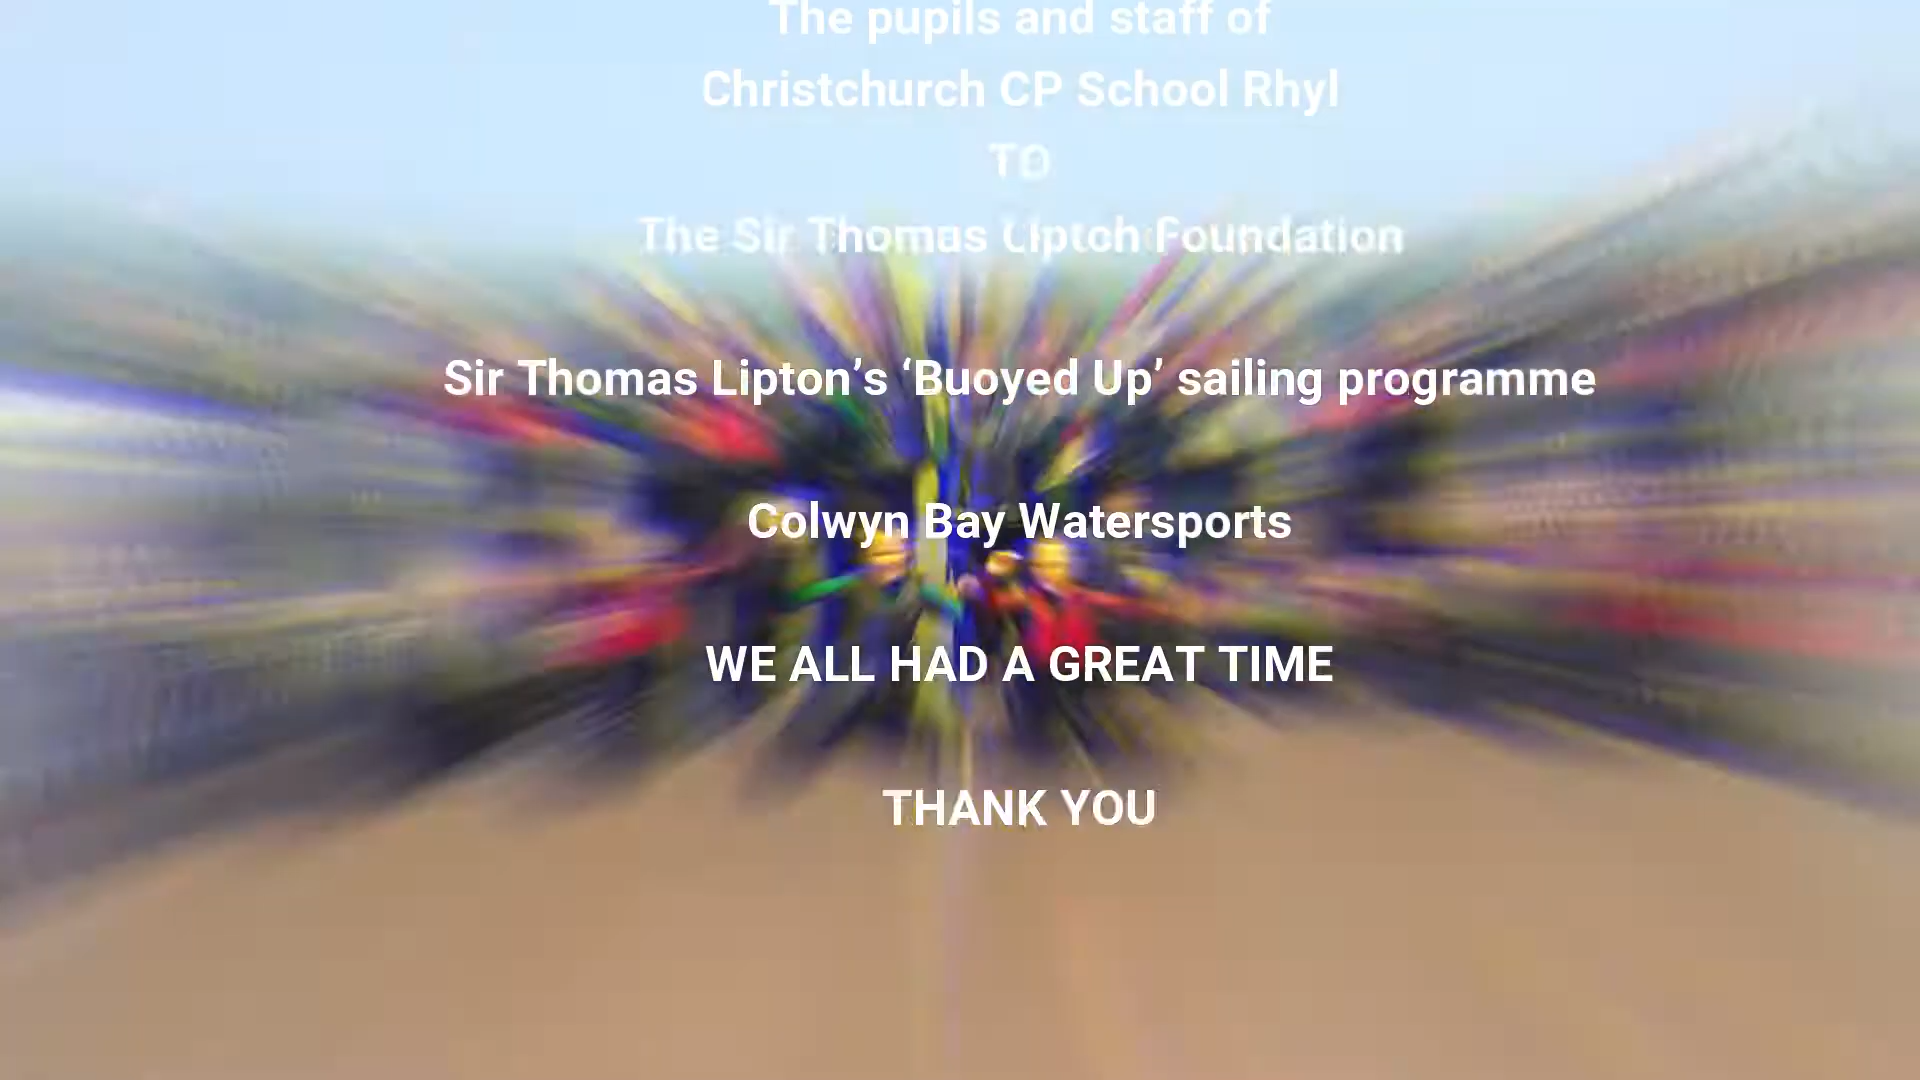 The pupils and staff of
Christchurch CP School Rhyl
TO
The Sir Thomas Lipton Foundation
Sir Thomas Lipton’s ‘Buoyed Up’ sailing programme
Colwyn Bay Watersports
WE ALL HAD A GREAT TIME
THANK YOU